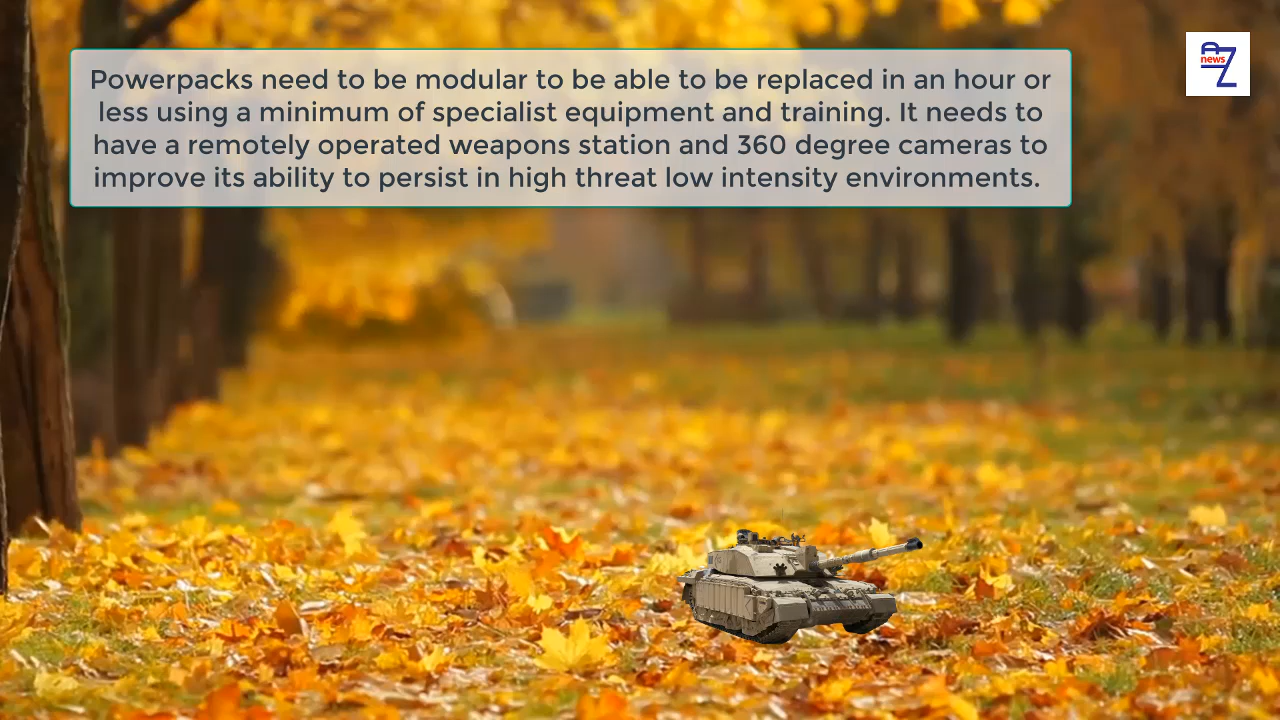 Powerpacks need to be modular to be able to be replaced in an hour or
less using a minimum of specialist equipment and training. It needs to
have a remotely operated weapons station and 360 degree cameras to
improve its ability to persist in high threat low intensity environments.
A
news
Z